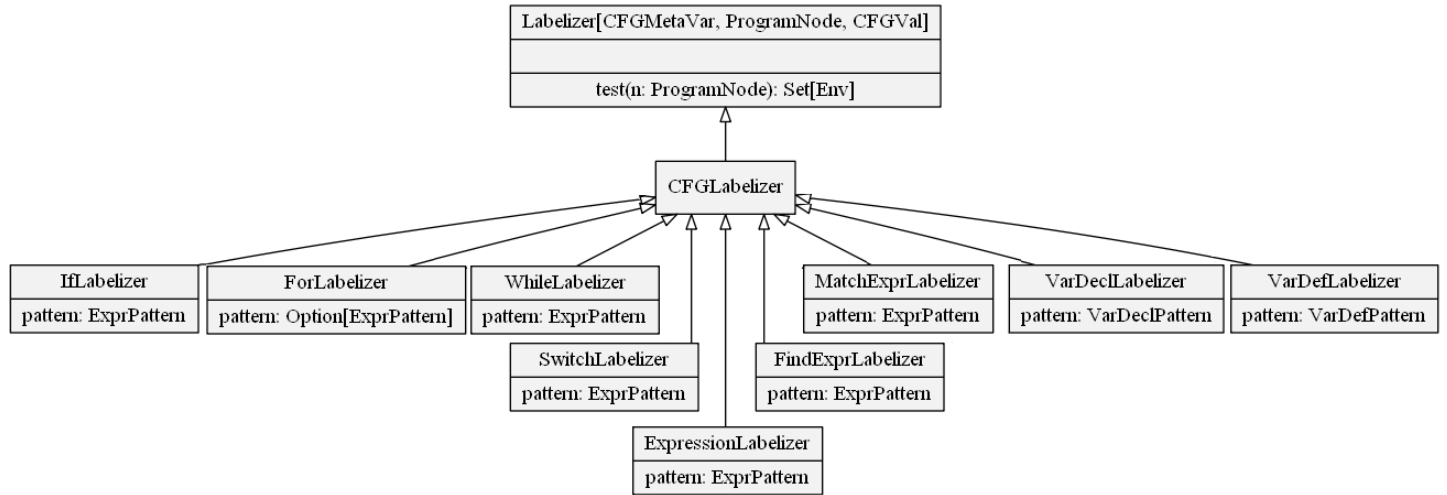 Labelizer[CFGMetaVar, ProgramNode, CFGVal]
test(n: ProgramNode): Set[Env]
CFGLabelizer
IfLabelizer
pattern: ExprPattern
ForLabelizer
pattern: Option[ExprPattern]
WhileLabelizer
pattern: ExprPattern
MatchExprLabelizer
pattern: ExprPattern
VarDeclLabelizer
pattern: VarDeclPattern
VarDefLabelizer
pattern: VarDefPattern
SwitchLabelizer
pattern: ExprPattern
FindExprLabelizer
pattern: ExprPattern
ExpressionLabelizer
pattern: ExprPattern